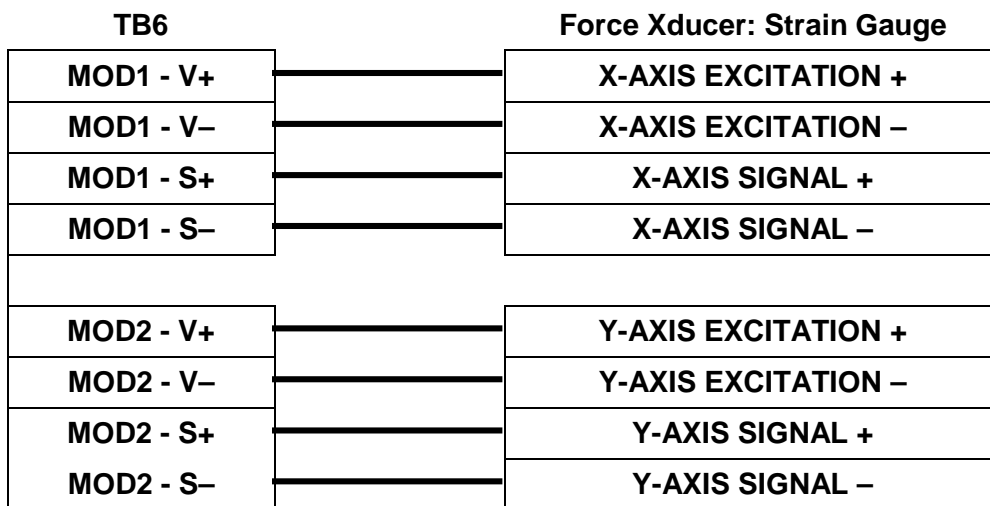 TB6 Force Xducer: Strain Gauge
MOD1 - V+ X-AXIS EXCITATION +
MOD1 - V– X-AXIS EXCITATION –
MOD1 - S+ X-AXIS SIGNAL +
MOD1 - S– X-AXIS SIGNAL –
MOD2 - V+ Y-AXIS EXCITATION +
MOD2 - V– Y-AXIS EXCITATION –
MOD2 - S+ Y-AXIS SIGNAL +
MOD2 - S– Y-AXIS SIGNAL –